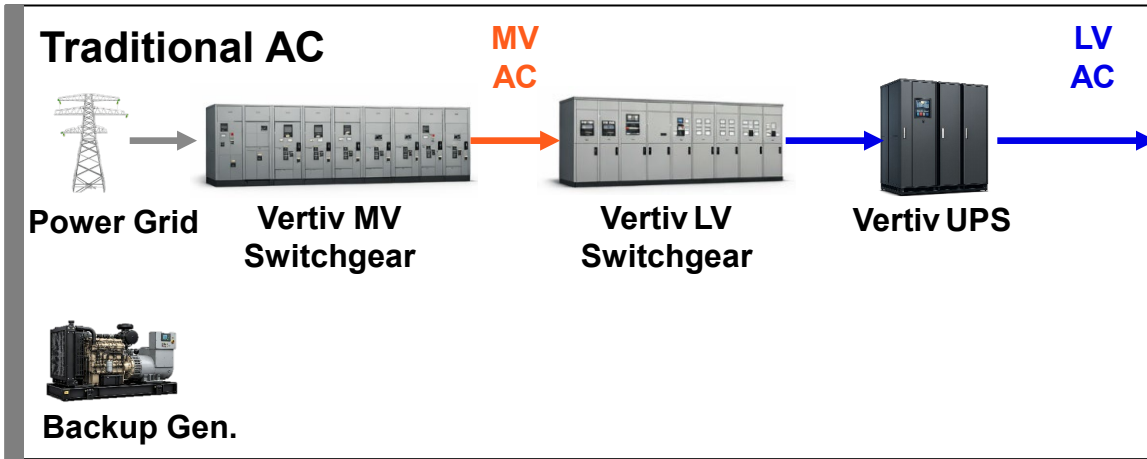 Traditional AC
MV
AC
LV
AC
Power Grid
Vertiv MV
Switchgear
Vertiv LV
Switchgear
Vertiv UPS
Backup Gen.